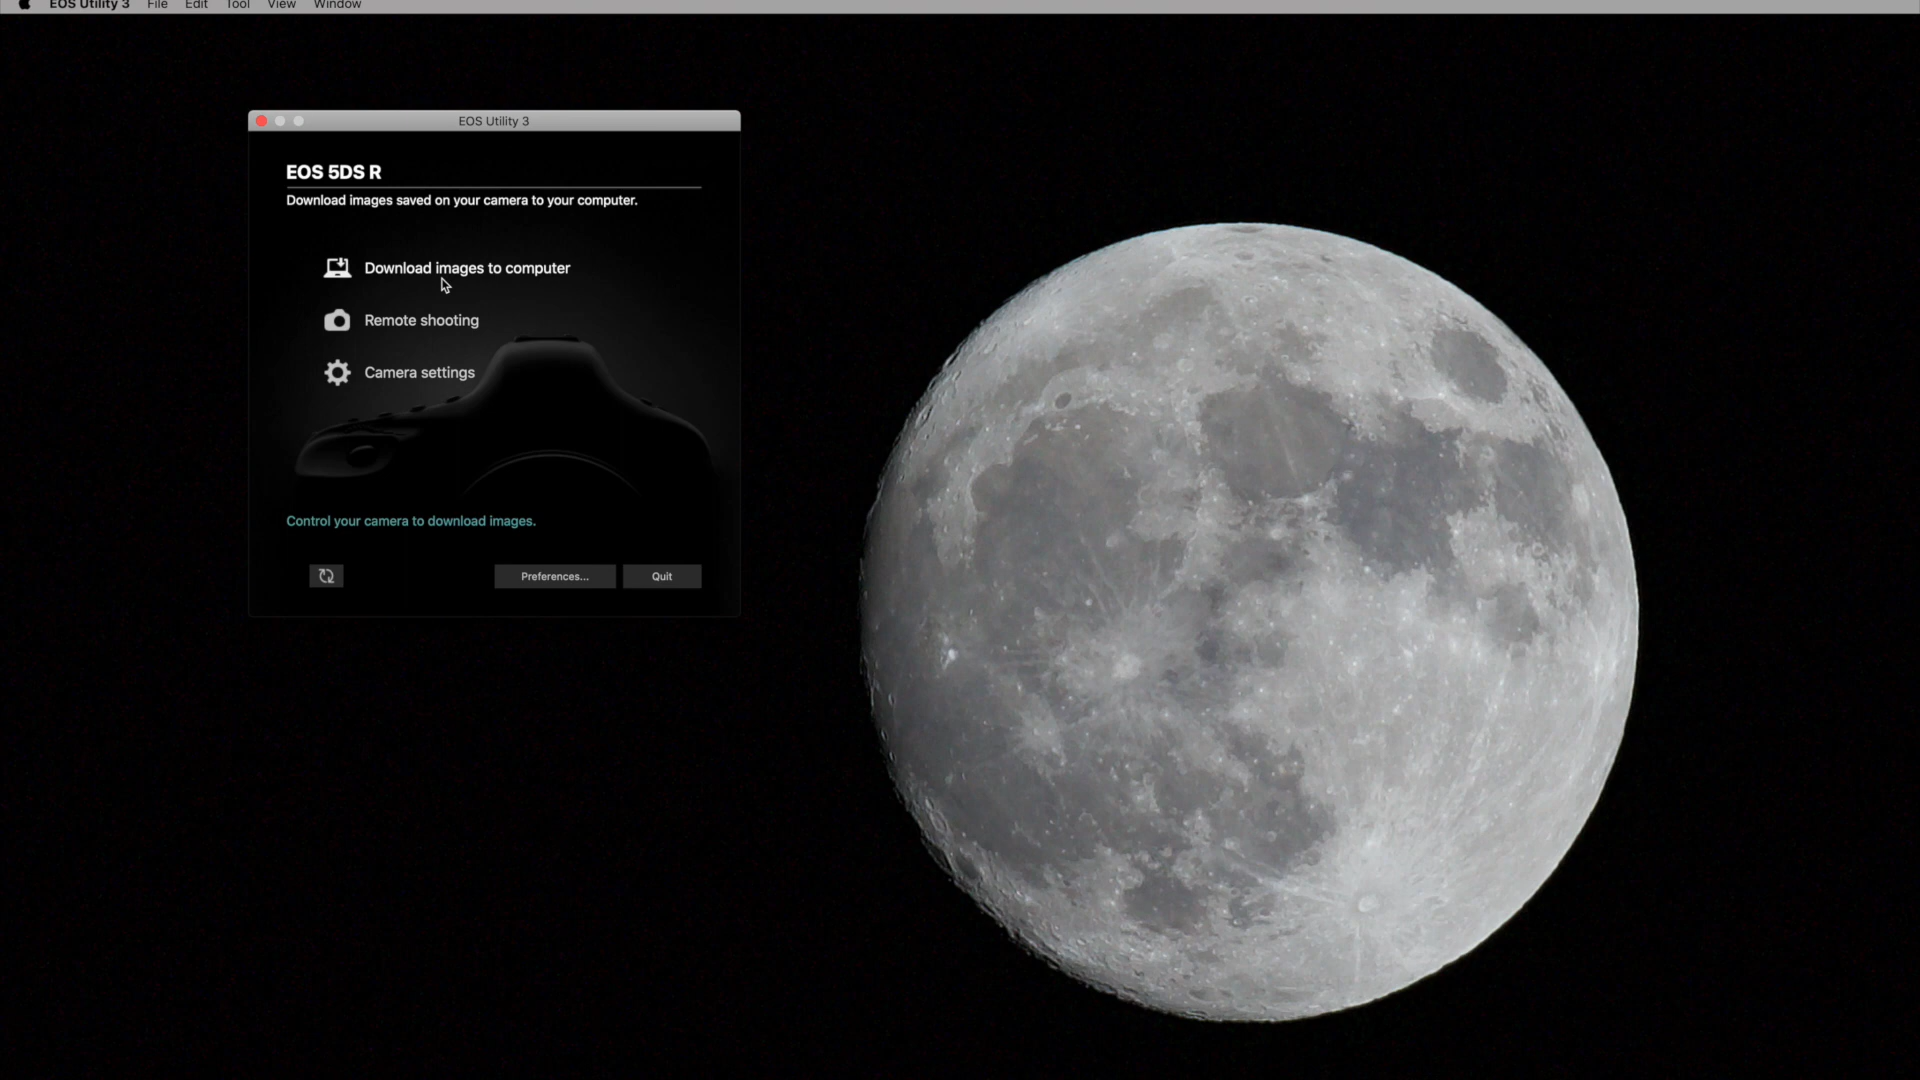 EOS Utility 3 File Edit Tool View Window
EOS Utility 3
EOS 5DS R
Download images saved on your camera to your computer.
Download images to computer
Remote shooting
Camera settings
Control your camera to download images.
Preferences... Quit